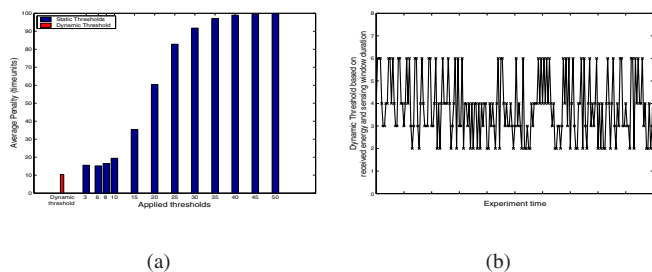 Static Thresholds
Dynamic Threshold
Average Penalty (timeunits)
100
90
80
70
60
50
40
30
20
10
0
Dynamic
threshold
3 6 8 10 15 20 25 30 35 40 45 50
Applied thresholds
(a)
Dynamic Threshold based on
received energy and sensing window duration
8
7
6
5
4
3
2
1
0
Experiment time
(b)